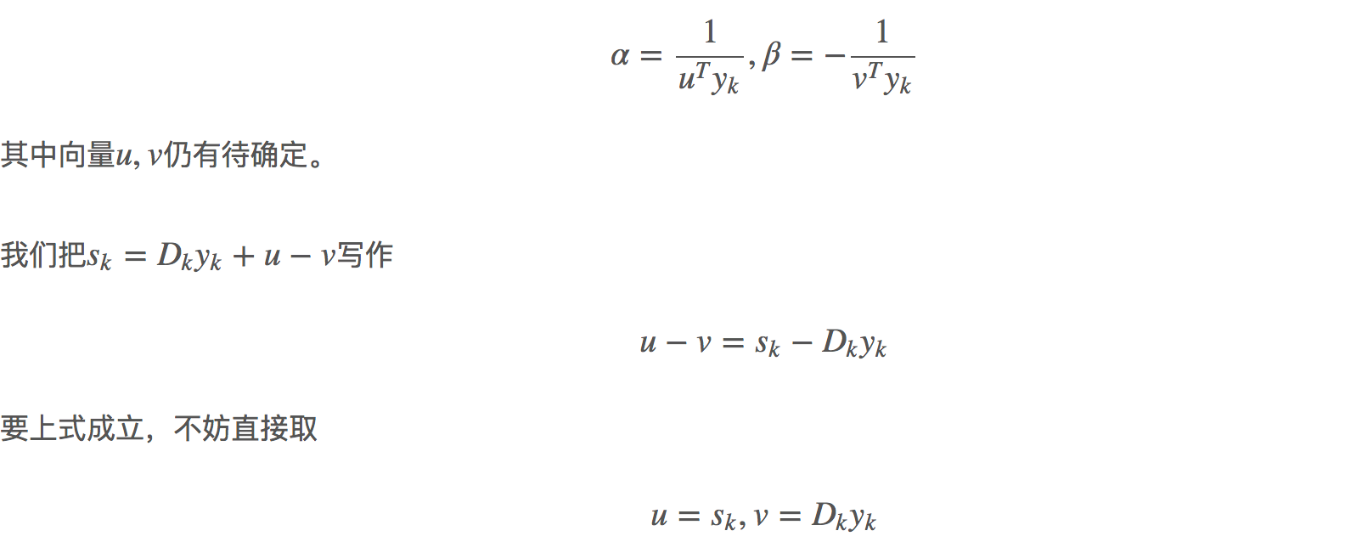 α = 1/(u^T y_k), β = −1/(v^T y_k)
其中向量u, v仍有待确定。
我们把s_k = D_k y_k + u − v写作
u − v = s_k − D_k y_k
要上式成立，不妨直接取
u = s_k, v = D_k y_k